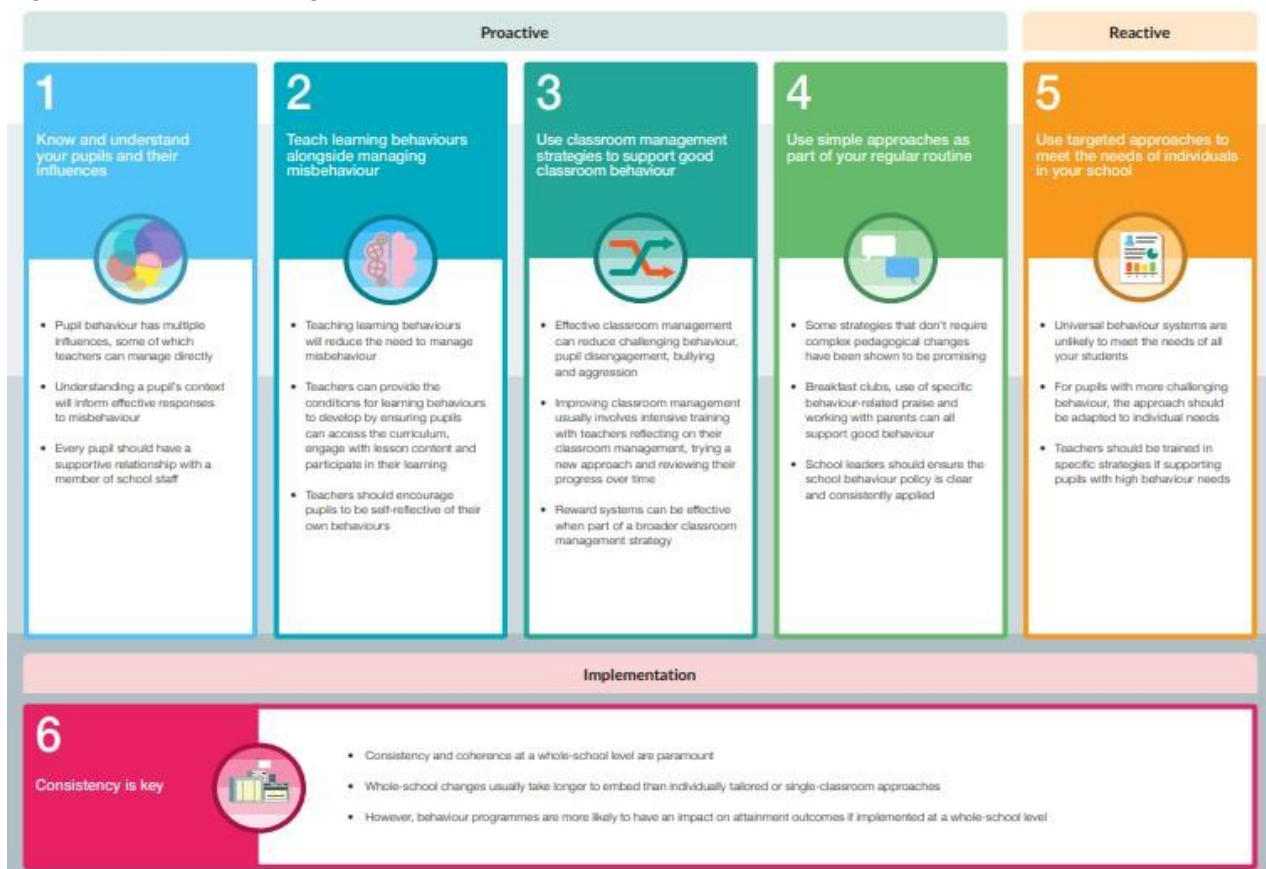 Proactive
Reactive
1
Know and understand
your pupils and their
influences
• Pupil behaviour has multiple
influences, some of which
teachers can manage directly
• Understanding a pupil's context
will inform effective responses
to misbehaviour
• Every pupil should have a
supportive relationship with a
member of school staff
2
Teach learning behaviours
alongside managing
misbehaviour
• Teaching learning behaviours
will reduce the need to manage
misbehaviour
• Teachers can provide the
conditions for learning behaviours
to develop by ensuring pupils
can access the curriculum,
engage with lesson content and
participate in their learning
• Teachers should encourage
pupils to be self-reflective of their
own behaviours
3
Use classroom management
strategies to support good
classroom behaviour
• Effective classroom management
can reduce challenging behaviour,
pupil disengagement, bullying
and aggression
• Improving classroom management
usually involves intensive training
with teachers reflecting on their
classroom management, trying a
new approach and reviewing their
progress over time
• Reward systems can be effective
when part of a broader classroom
management strategy
4
Use simple approaches as
part of your regular routine
• Some strategies that don't require
complex pedagogical changes
have been shown to be promising
• Breakfast clubs, use of specific
behaviour-related praise and
working with parents can all
support good behaviour
• School leaders should ensure the
school behaviour policy is clear
and consistently applied
5
Use targeted approaches to
meet the needs of individuals
in your school
• Universal behaviour systems are
unlikely to meet the needs of all
your students
• For pupils with more challenging
behaviour, the approach should
be adapted to individual needs
• Teachers should be trained in
specific strategies if supporting
pupils with high behaviour needs
Implementation
6
Consistency is key
• Consistency and coherence at a whole-school level are paramount
• Whole-school changes usually take longer to embed than individually tailored or single-classroom approaches
• However, behaviour programmes are more likely to have an impact on attainment outcomes if implemented at a whole-school level